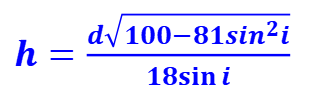 h = d√(100−81sin²i) / 18sin i